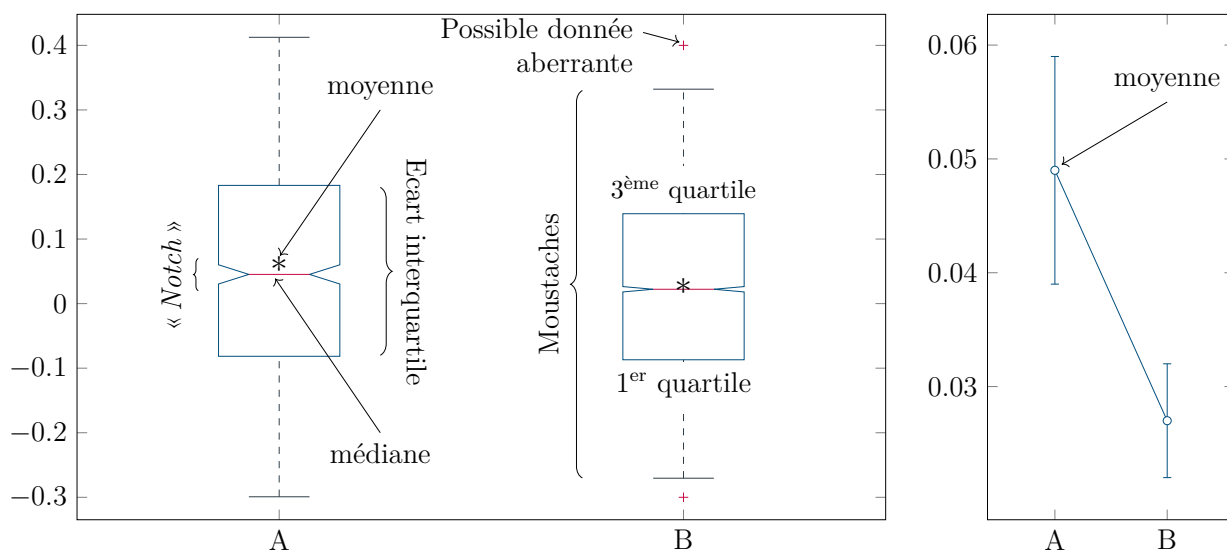 0.4
0.3
0.2
0.1
0
−0.1
−0.2
−0.3
A
B
moyenne
médiane
« Notch »
Ecart interquartile
Possible donnée
aberrante
Moustaches
3ème quartile
1er quartile
0.06
0.05
0.04
0.03
A
B
moyenne